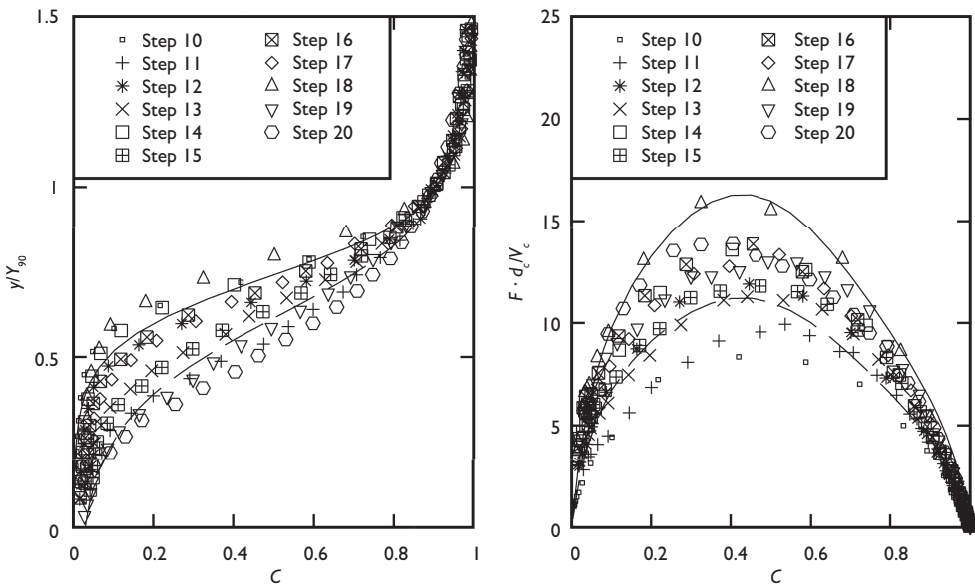 1.5
1
0.5
0
y/Y90
Step 10
Step 11
Step 12
Step 13
Step 14
Step 15
Step 16
Step 17
Step 18
Step 19
Step 20
0
0.2
0.4
0.6
0.8
1
C
25
20
15
10
5
0
F · dc/Vc
Step 10
Step 11
Step 12
Step 13
Step 14
Step 15
Step 16
Step 17
Step 18
Step 19
Step 20
0
0.2
0.4
0.6
0.8
C